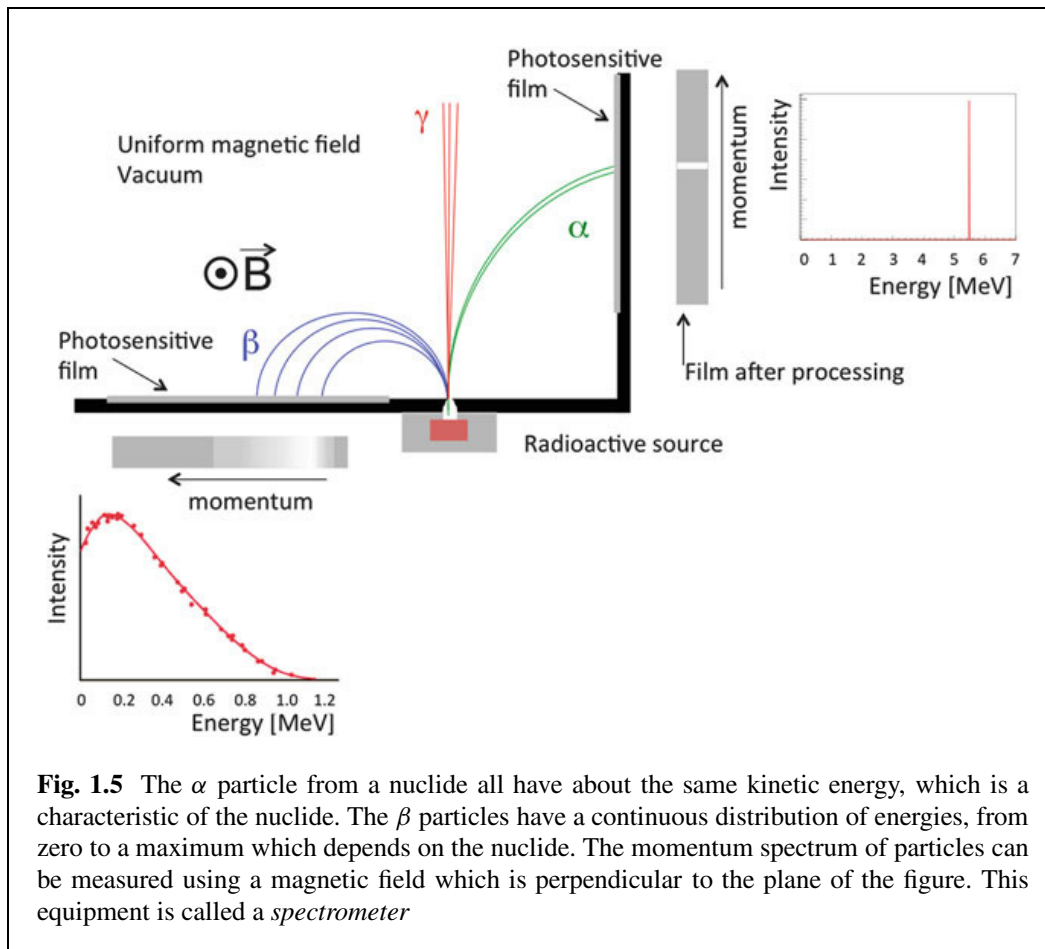 Photosensitive
film
γ
Uniform magnetic field
Vacuum
α
momentum
Intensity
0 1 2 3 4 5 6 7
Energy [MeV]
B
Photosensitive
film
β
Film after processing
Radioactive source
momentum
Intensity
0 0.2 0.4 0.6 0.8 1.0 1.2
Energy [MeV]
Fig. 1.5 The α particle from a nuclide all have about the same kinetic energy, which is a
characteristic of the nuclide. The β particles have a continuous distribution of energies, from
zero to a maximum which depends on the nuclide. The momentum spectrum of particles can
be measured using a magnetic field which is perpendicular to the plane of the figure. This
equipment is called a spectrometer